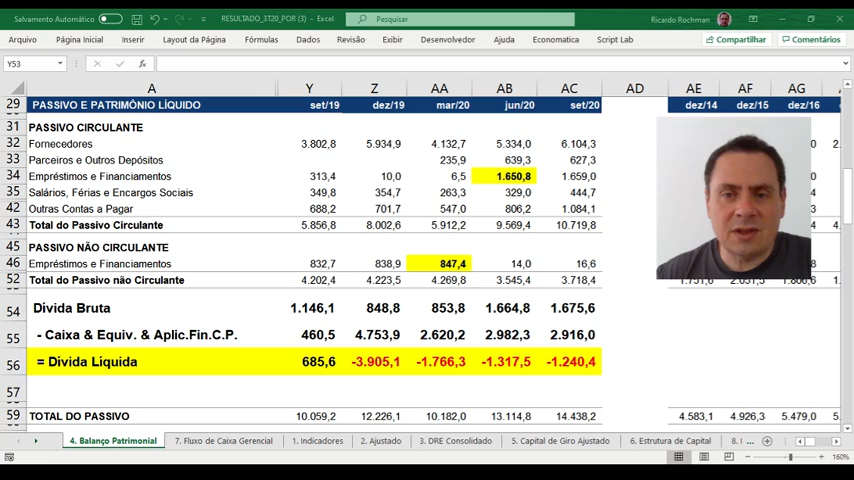 Salvamento Automático RESULTADO_3T20_POR (3) - Excel Pesquisar Ricardo Rochman
Arquivo Página Inicial Inserir Layout da Página Fórmulas Dados Revisão Exibir Desenvolvedor Ajuda Economatica Script Lab Compartilhar Comentários
Y53 fx
A Y Z AA AB AC AD AE AF AG
29 PASSIVO E PATRIMÔNIO LÍQUIDO set/19 dez/19 mar/20 jun/20 set/20 dez/14 dez/15 dez/16
31 PASSIVO CIRCULANTE
32 Fornecedores 3.802,8 5.934,9 4.132,7 5.334,0 6.104,3
33 Parceiros e Outros Depósitos 235,9 639,3 627,3
34 Empréstimos e Financiamentos 313,4 10,0 6,5 1.650,8 1.659,0
35 Salários, Férias e Encargos Sociais 349,8 354,7 263,3 329,0 444,7
42 Outras Contas a Pagar 688,2 701,7 547,0 806,2 1.084,1
43 Total do Passivo Circulante 5.856,8 8.002,6 5.912,2 9.569,4 10.719,8
45 PASSIVO NÃO CIRCULANTE
46 Empréstimos e Financiamentos 832,7 838,9 847,4 14,0 16,6
52 Total do Passivo não Circulante 4.202,4 4.223,5 4.269,8 3.545,4 3.718,4
54 Dívida Bruta 1.146,1 848,8 853,8 1.664,8 1.675,6
55 - Caixa & Equiv. & Aplic.Fin.C.P. 460,5 4.753,9 2.620,2 2.982,3 2.916,0
56 = Dívida Líquida 685,6 -3.905,1 -1.766,3 -1.317,5 -1.240,4
57
59 TOTAL DO PASSIVO 10.059,2 12.226,1 10.182,0 13.114,8 14.438,2 4.583,1 4.926,3 5.479,0
4. Balanço Patrimonial 7. Fluxo de Caixa Gerencial 1. Indicadores 2. Ajustado 3. DRE Consolidado 5. Capital de Giro Ajustado 6. Estrutura de Capital 8. I ...
160%